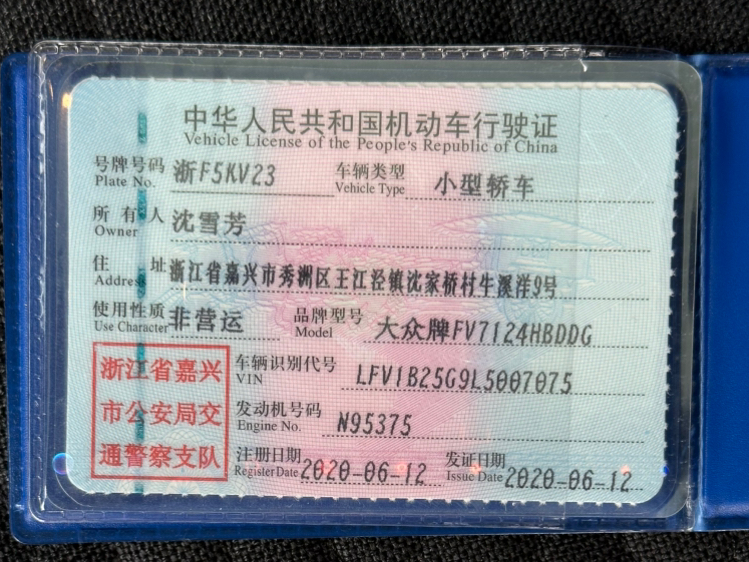 中华人民共和国机动车行驶证
Vehicle License of the People's Republic of China
号牌号码 浙F5KV23 车辆类型 小型轿车
Plate No. Vehicle Type
所有人 沈雪芳
Owner
住址 浙江省嘉兴市秀洲区王江泾镇沈家桥村牛溪洋9号
Address
使用性质 非营运 品牌型号 大众牌FV7124HBDDG
Use Character Model
浙江省嘉兴
市公安局交
通警察支队
车辆识别代号 LFV1B25G9L5007075
VIN
发动机号码 N95375
Engine No.
注册日期 2020-06-12 发证日期 2020-06-12
Register Date Issue Date